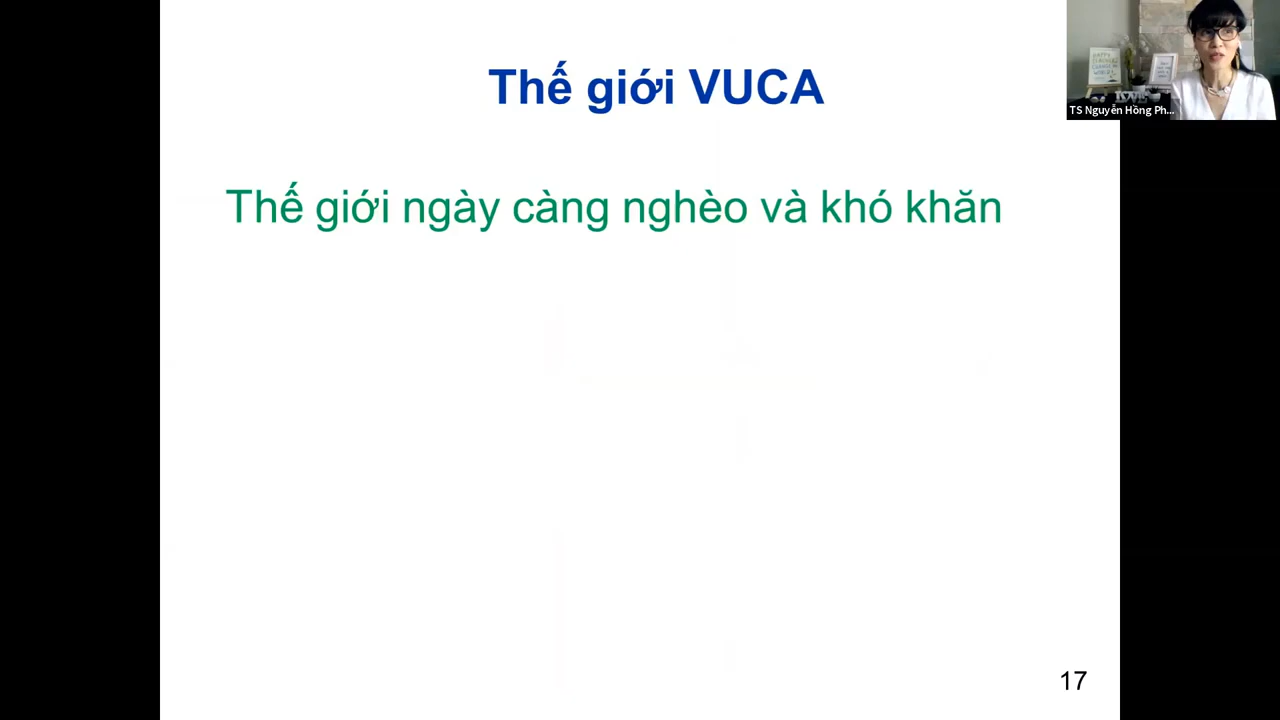 Thế giới VUCA
TS Nguyễn Hồng Ph...
Thế giới ngày càng nghèo và khó khăn
17